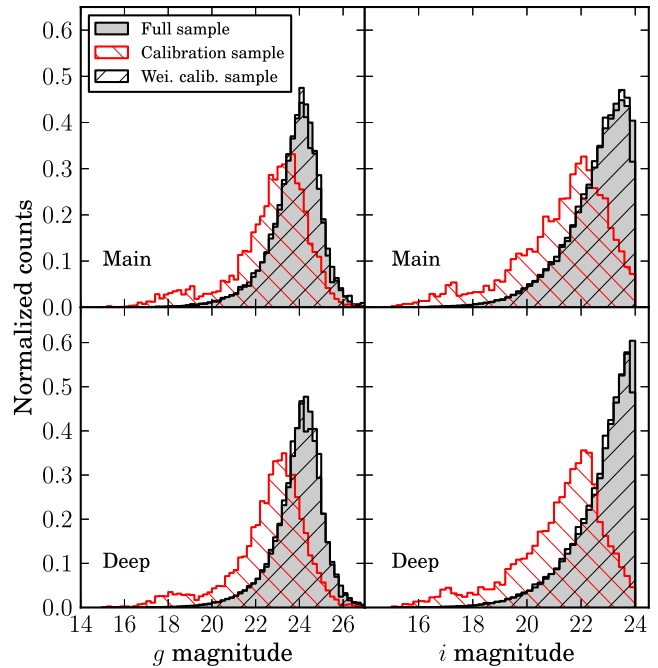 Full sample
Calibration sample
Wei. calib. sample
0.6
0.5
0.4
0.3
0.2
0.1
0.0
Main
Main
Normalized counts
0.6
0.5
0.4
0.3
0.2
0.1
0.0
Deep
Deep
14 16 18 20 22 24 26 16 18 20 22 24
g magnitude i magnitude